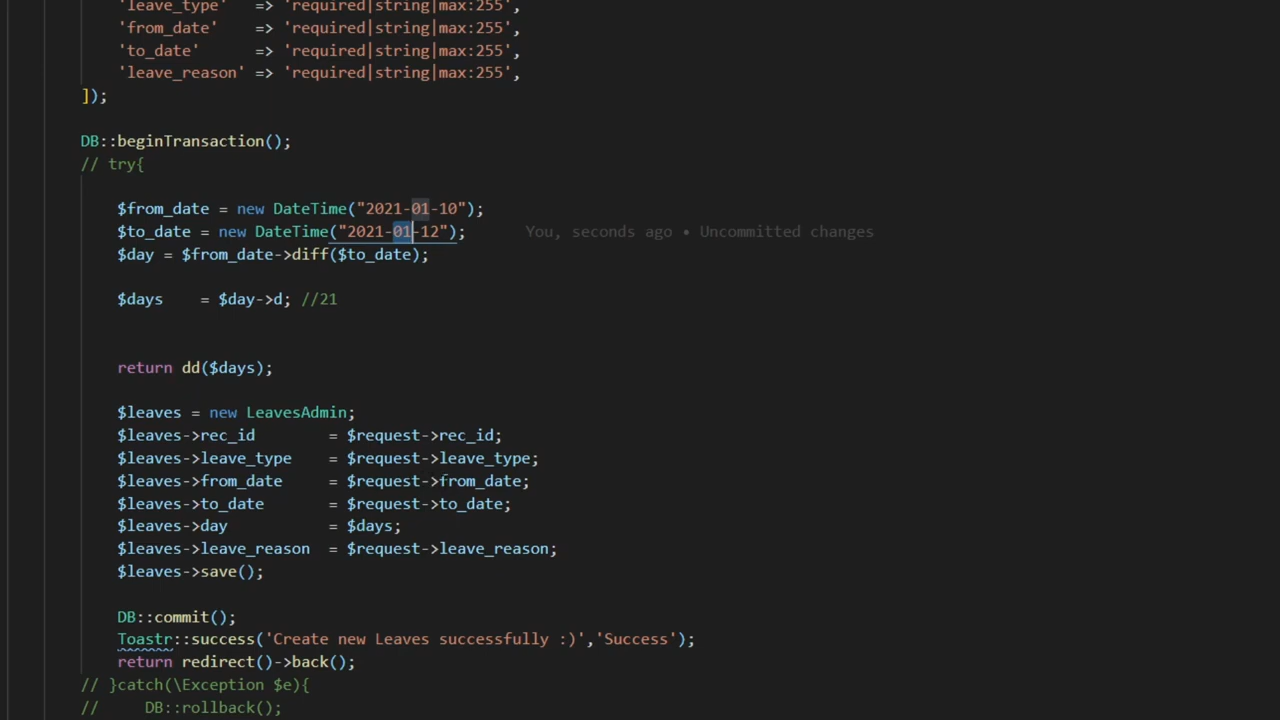 'leave_type'   => 'required|string|max:255',
'from_date'    => 'required|string|max:255',
'to_date'      => 'required|string|max:255',
'leave_reason' => 'required|string|max:255',
]);
DB::beginTransaction();
// try{
$from_date = new DateTime("2021-01-10");
$to_date = new DateTime("2021-01-12"); You, seconds ago • Uncommitted changes
$day = $from_date->diff($to_date);
$days    = $day->d; //21
return dd($days);
$leaves = new LeavesAdmin;
$leaves->rec_id        = $request->rec_id;
$leaves->leave_type    = $request->leave_type;
$leaves->from_date     = $request->from_date;
$leaves->to_date       = $request->to_date;
$leaves->day           = $days;
$leaves->leave_reason  = $request->leave_reason;
$leaves->save();
DB::commit();
Toastr::success('Create new Leaves successfully :)','Success');
return redirect()->back();
// }catch(\Exception $e){
//     DB::rollback();